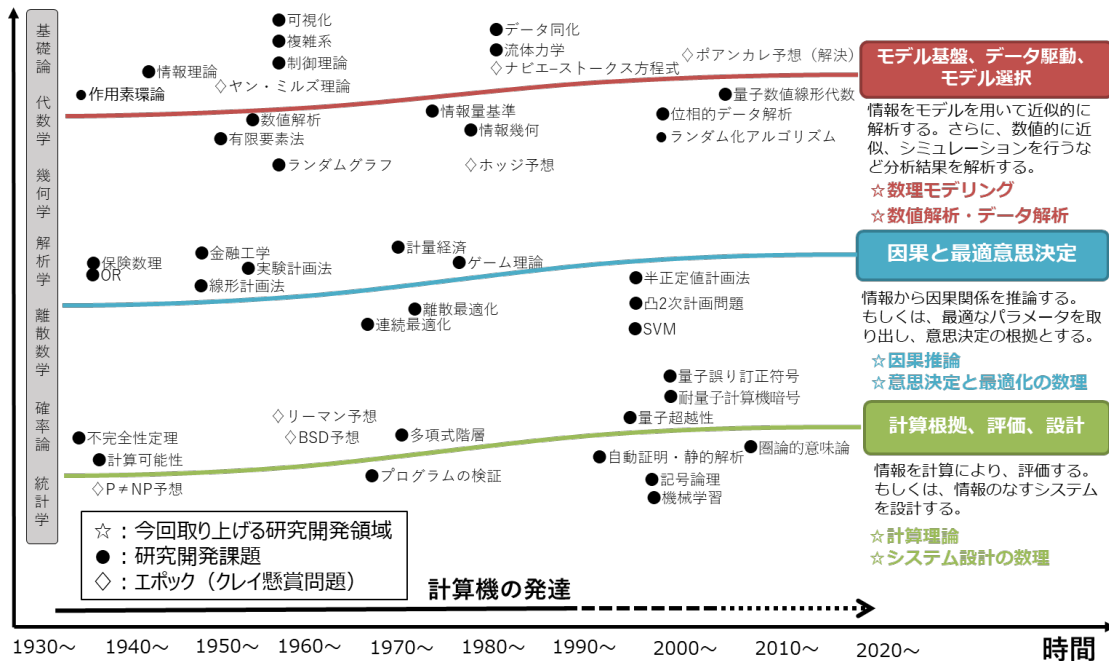 基礎論
代数学
幾何学
解析学
離散数学
確率論
統計学
●可視化
●複雑系
●制御理論
●情報理論
◇ヤン・ミルズ理論
●作用素環論
●数値解析
●有限要素法
●ランダムグラフ
●データ同化
●流体力学
◇ナビエ−ストークス方程式
◇ポアンカレ予想（解決）
●情報量基準
●情報幾何
◇ホッジ予想
●量子数値線形代数
●位相的データ解析
●ランダム化アルゴリズム
モデル基盤、データ駆動、
モデル選択
情報をモデルを用いて近似的に
解析する。さらに、数値的に近
似、シミュレーションを行うな
ど分析結果を解析する。
☆数理モデリング
☆数値解析・データ解析
●保険数理
●OR
●金融工学
●実験計画法
●線形計画法
●計量経済
●ゲーム理論
●離散最適化
●連続最適化
●半正定値計画法
●凸2次計画問題
●SVM
因果と最適意思決定
情報から因果関係を推論する。
もしくは、最適なパラメータを取
り出し、意思決定の根拠とする。
☆因果推論
☆意思決定と最適化の数理
●不完全性定理
●計算可能性
◇P≠NP予想
◇リーマン予想
◇BSD予想
●多項式階層
●プログラムの検証
●量子誤り訂正符号
●耐量子計算機暗号
●量子超越性
●自動証明・静的解析
●圏論的意味論
●記号論理
●機械学習
計算根拠、評価、設計
情報を計算により、評価する。
もしくは、情報のなすシステム
を設計する。
☆計算理論
☆システム設計の数理
☆：今回取り上げる研究開発領域
●：研究開発課題
◇：エポック（クレイ懸賞問題）
計算機の発達
1930～ 1940～ 1950～ 1960～ 1970～ 1980～ 1990～ 2000～ 2010～ 2020～ 時間